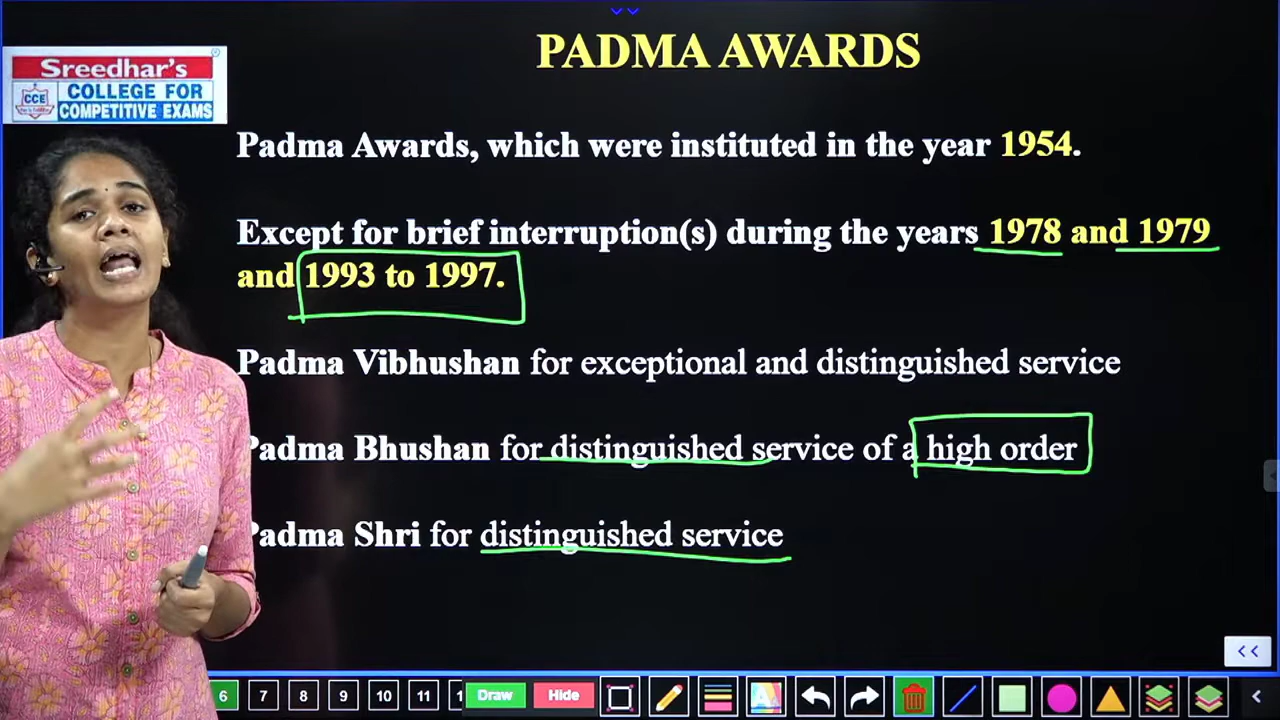 PADMA AWARDS
Sreedhar's
CCE
COLLEGE FOR
COMPETITIVE EXAMS
Padma Awards, which were instituted in the year 1954.
Except for brief interruption(s) during the years 1978 and 1979
and 1993 to 1997.
Padma Vibhushan for exceptional and distinguished service
Padma Bhushan for distinguished service of a high order
Padma Shri for distinguished service
6 7 8 9 10 11 1 Draw Hide